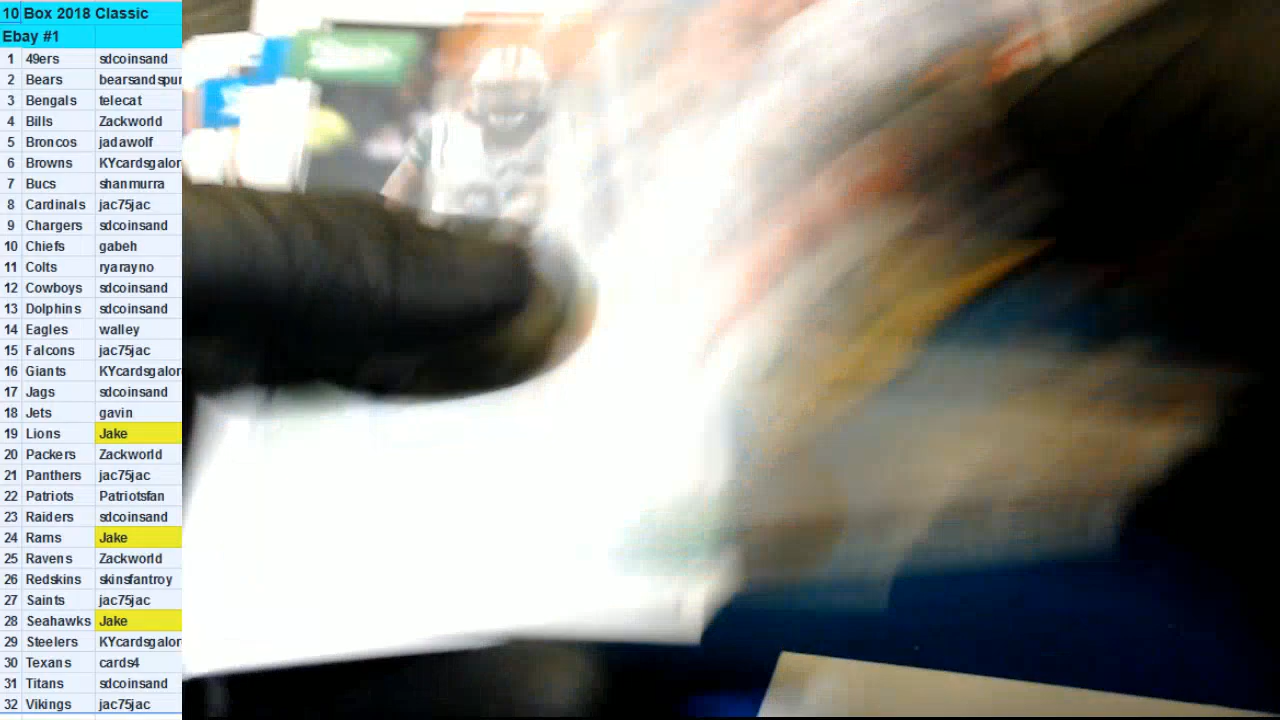 10 Box 2018 Classic
Ebay #1
1 49ers sdcoinsand
2 Bears bearsandspur
3 Bengals telecat
4 Bills Zackworld
5 Broncos jadawolf
6 Browns KYcardsgalor
7 Bucs shanmurra
8 Cardinals jac75jac
9 Chargers sdcoinsand
10 Chiefs gabeh
11 Colts ryarayno
12 Cowboys sdcoinsand
13 Dolphins sdcoinsand
14 Eagles walley
15 Falcons jac75jac
16 Giants KYcardsgalor
17 Jags sdcoinsand
18 Jets gavin
19 Lions Jake
20 Packers Zackworld
21 Panthers jac75jac
22 Patriots Patriotsfan
23 Raiders sdcoinsand
24 Rams Jake
25 Ravens Zackworld
26 Redskins skinsfantroy
27 Saints jac75jac
28 Seahawks Jake
29 Steelers KYcardsgalor
30 Texans cards4
31 Titans sdcoinsand
32 Vikings jac75jac